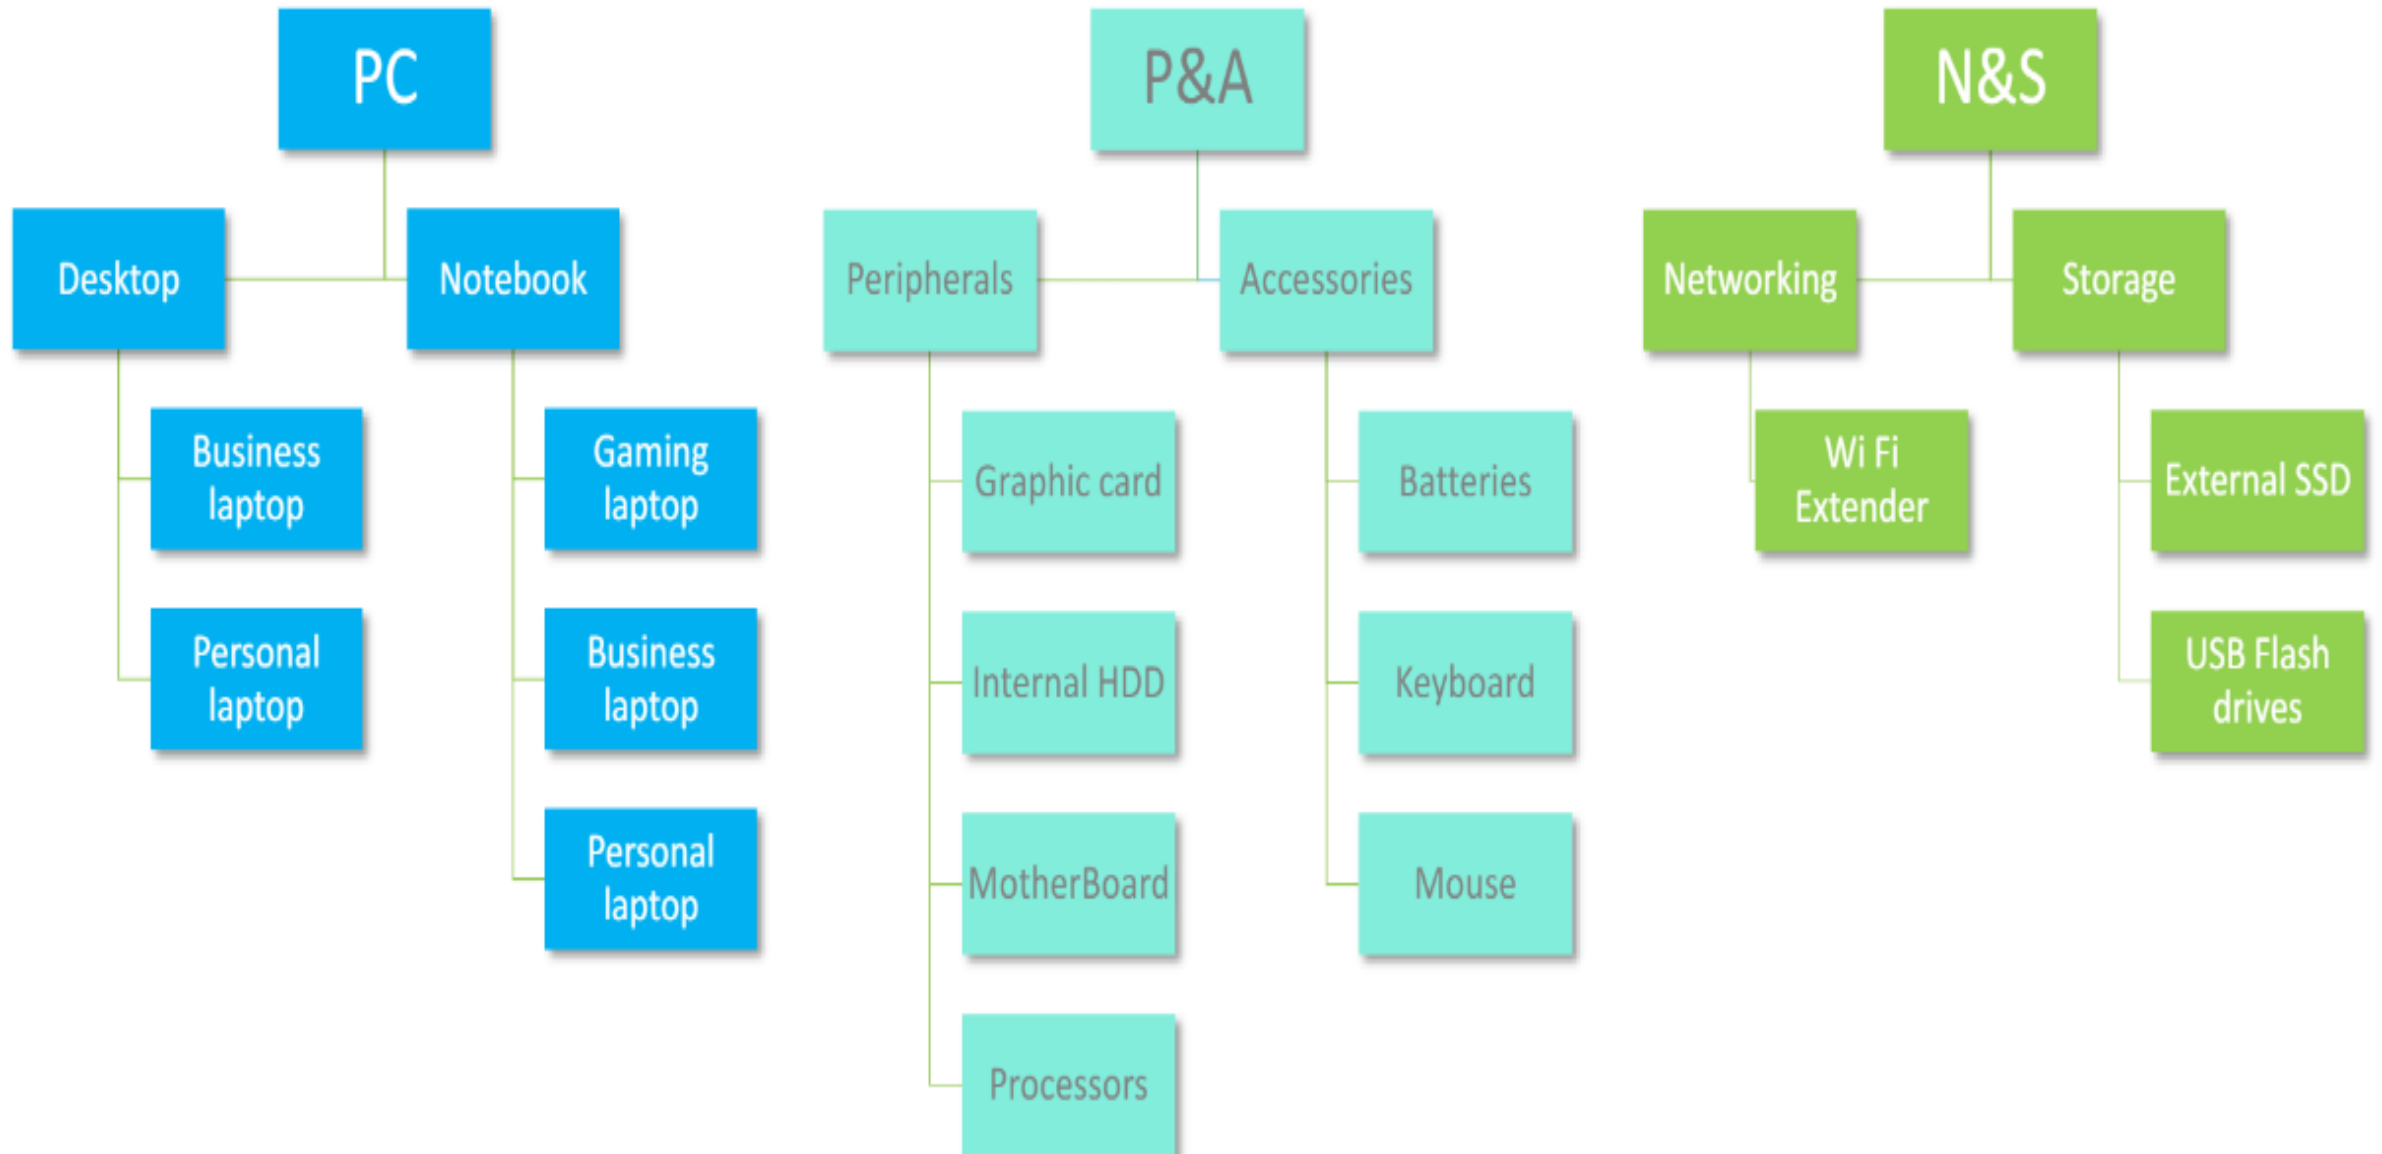 PC
Desktop
Business
laptop
Personal
laptop
Notebook
Gaming
laptop
Business
laptop
Personal
laptop
P&A
Peripherals
Graphic card
Internal HDD
MotherBoard
Processors
Accessories
Batteries
Keyboard
Mouse
N&S
Networking
Wi Fi
Extender
Storage
External SSD
USB Flash
drives